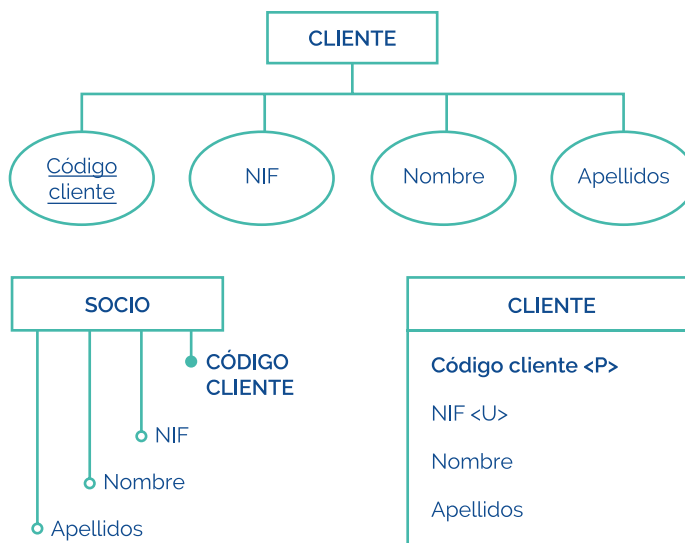 CLIENTE
Código
cliente
NIF
Nombre
Apellidos
SOCIO
CÓDIGO
CLIENTE
NIF
Nombre
Apellidos
CLIENTE
Código cliente <P>
NIF <U>
Nombre
Apellidos